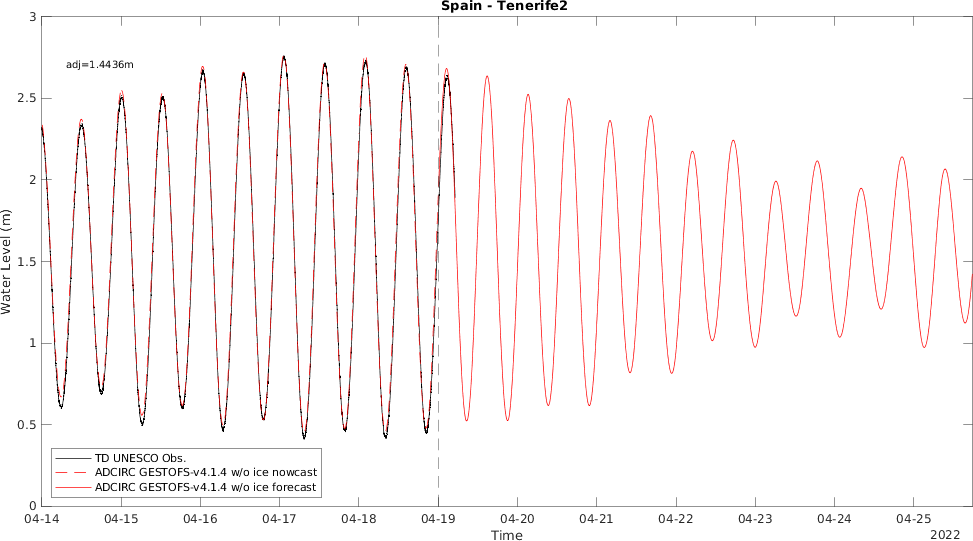 Spain - Tenerife2
adj=1.4436m
Water Level (m)
3
2.5
2
1.5
1
0.5
0
TD UNESCO Obs.
ADCIRC GESTOFS-v4.1.4 w/o ice nowcast
ADCIRC GESTOFS-v4.1.4 w/o ice forecast
04-14 04-15 04-16 04-17 04-18 04-19 04-20 04-21 04-22 04-23 04-24 04-25
Time
2022